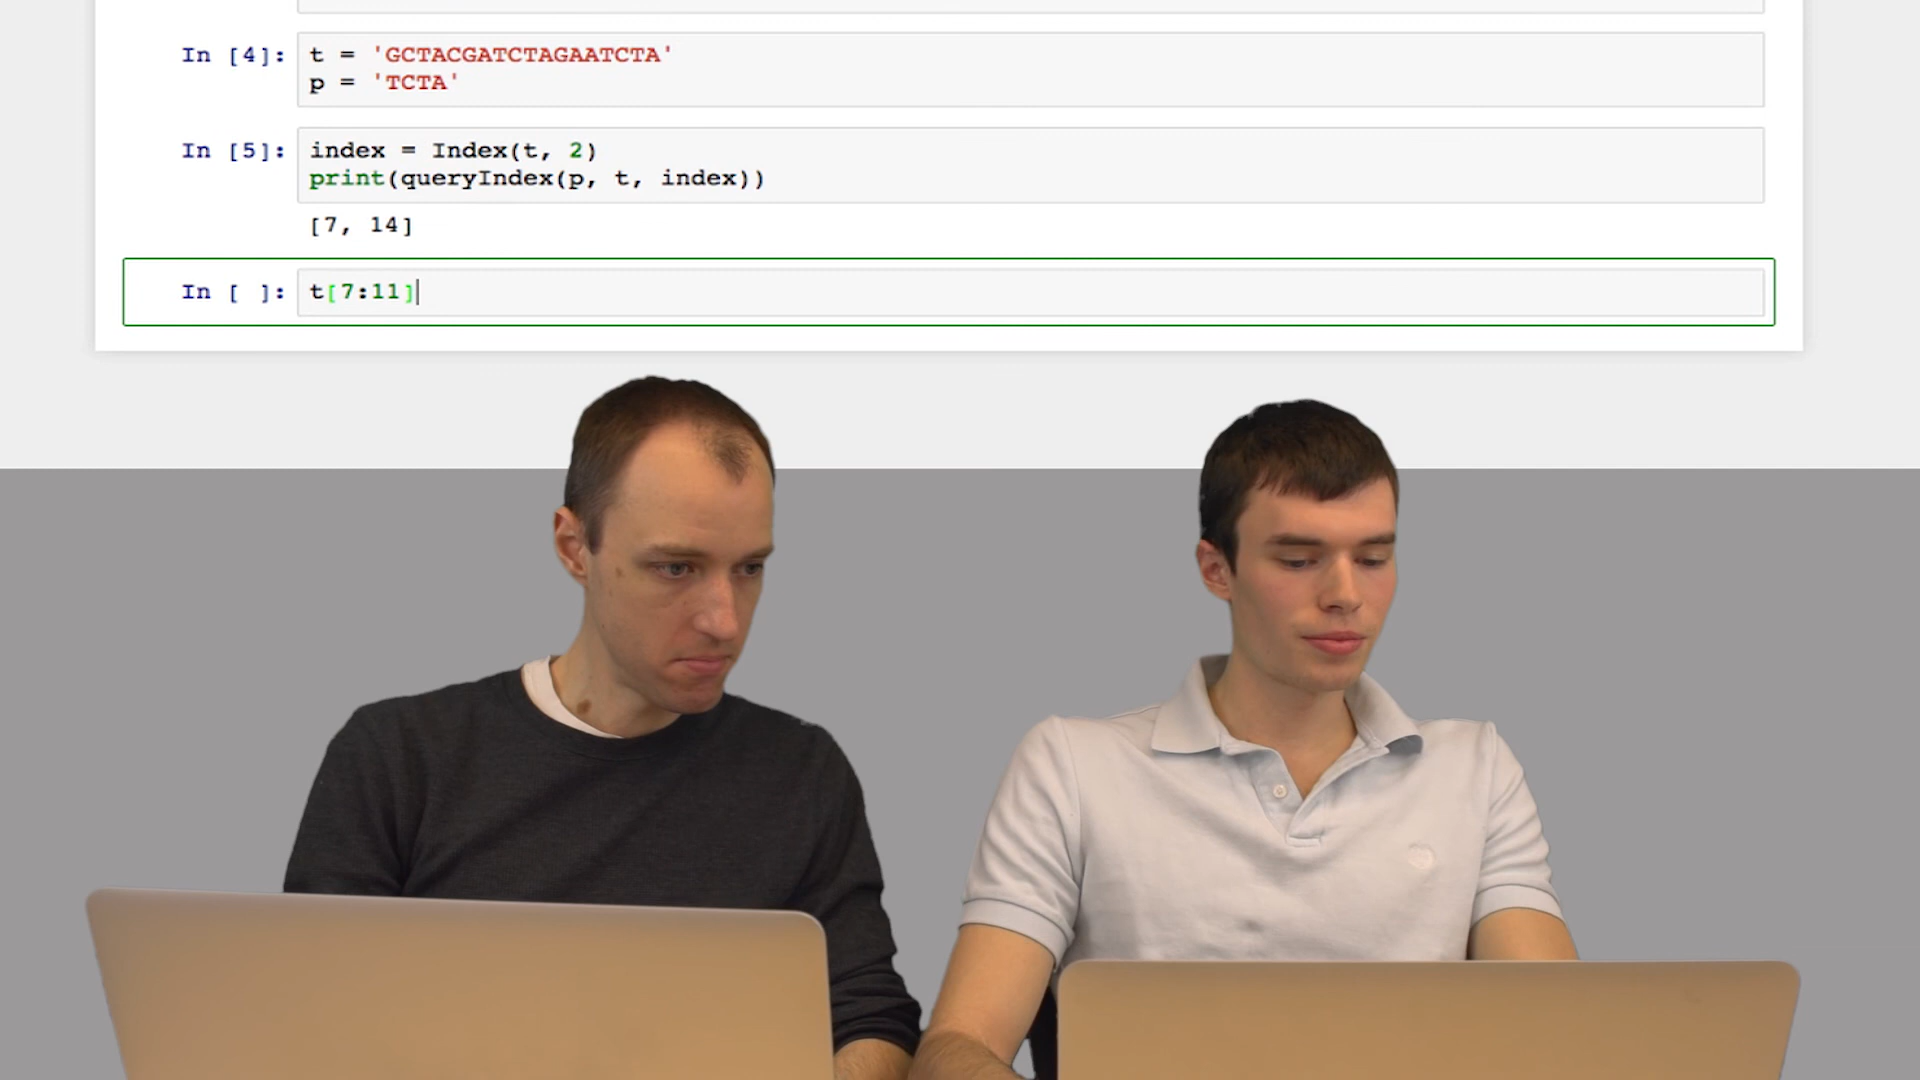 In [4]: t = 'GCTACGATCTAGAATCTA'
p = 'TCTA'
In [5]: index = Index(t, 2)
print(queryIndex(p, t, index))
[7, 14]
In [ ]: t[7:11]